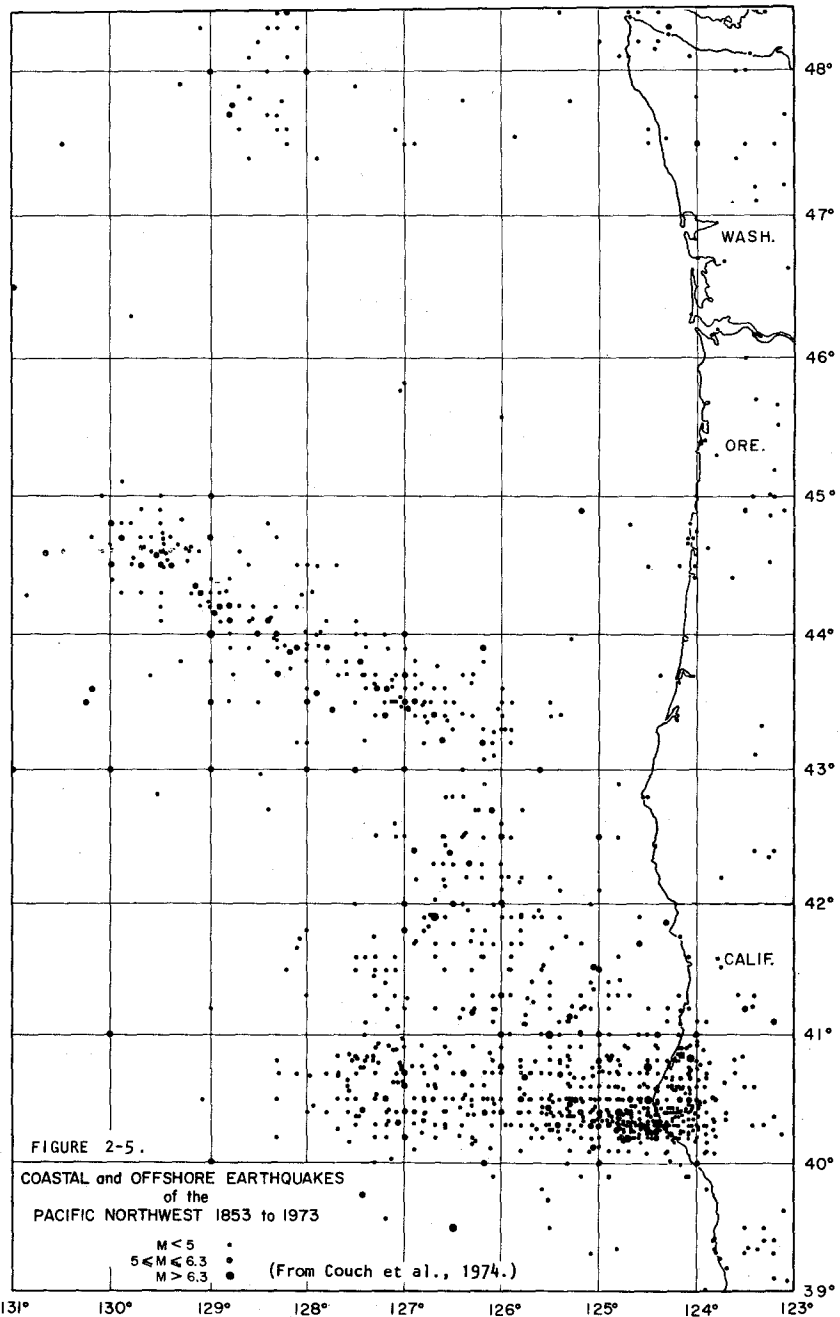 48°
47°
WASH.
46°
ORE.
45°
44°
43°
42°
CALIF.
41°
40°
39°
FIGURE 2-5.
COASTAL and OFFSHORE EARTHQUAKES
of the
PACIFIC NORTHWEST 1853 to 1973
M < 5
5 ⩽ M ⩽ 6.3
M > 6.3
(From Couch et al., 1974.)
131° 130° 129° 128° 127° 126° 125° 124° 123°